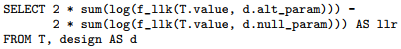 SELECT 2 * sum(log(f_llk(T.value, d.alt_param))) -
2 * sum(log(f_llk(T.value, d.null_param))) AS llr
FROM T, design AS d